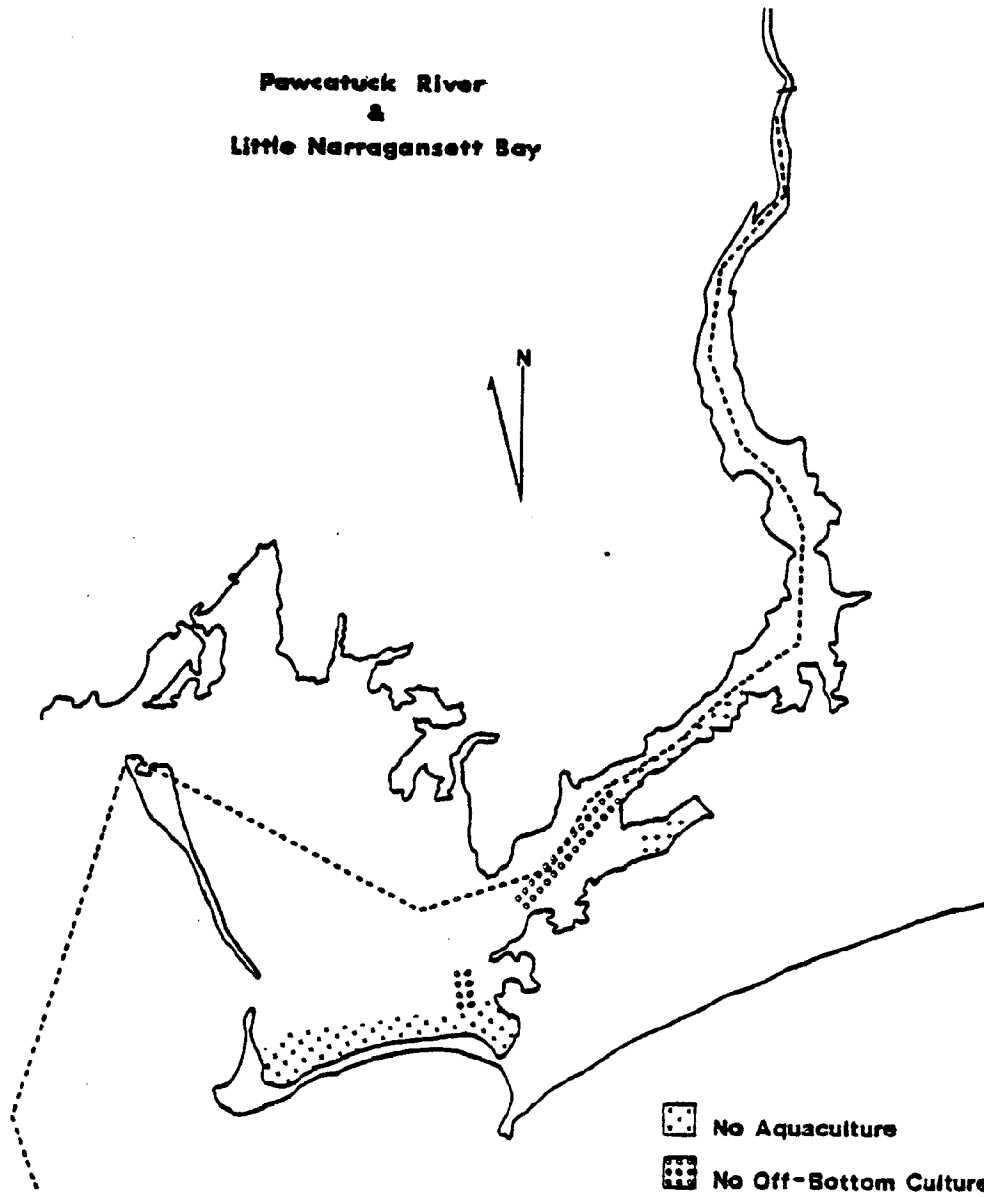 Pawcatuck River
&
Little Narragansett Bay
N
No Aquaculture
No Off-Bottom Culture